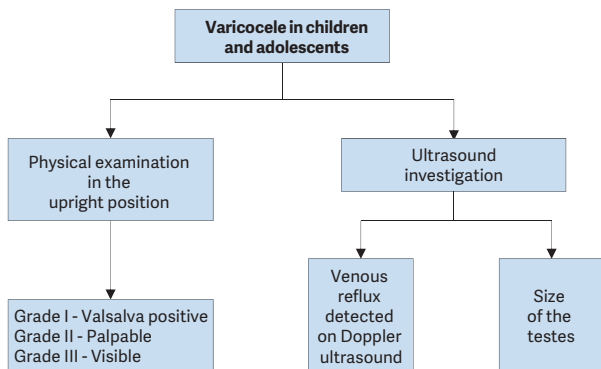 Varicocele in children
and adolescents
Physical examination
in the
upright position
Ultrasound
investigation
Grade I - Valsalva positive
Grade II - Palpable
Grade III - Visible
Venous
reflux
detected
on Doppler
ultrasound
Size
of the
testes